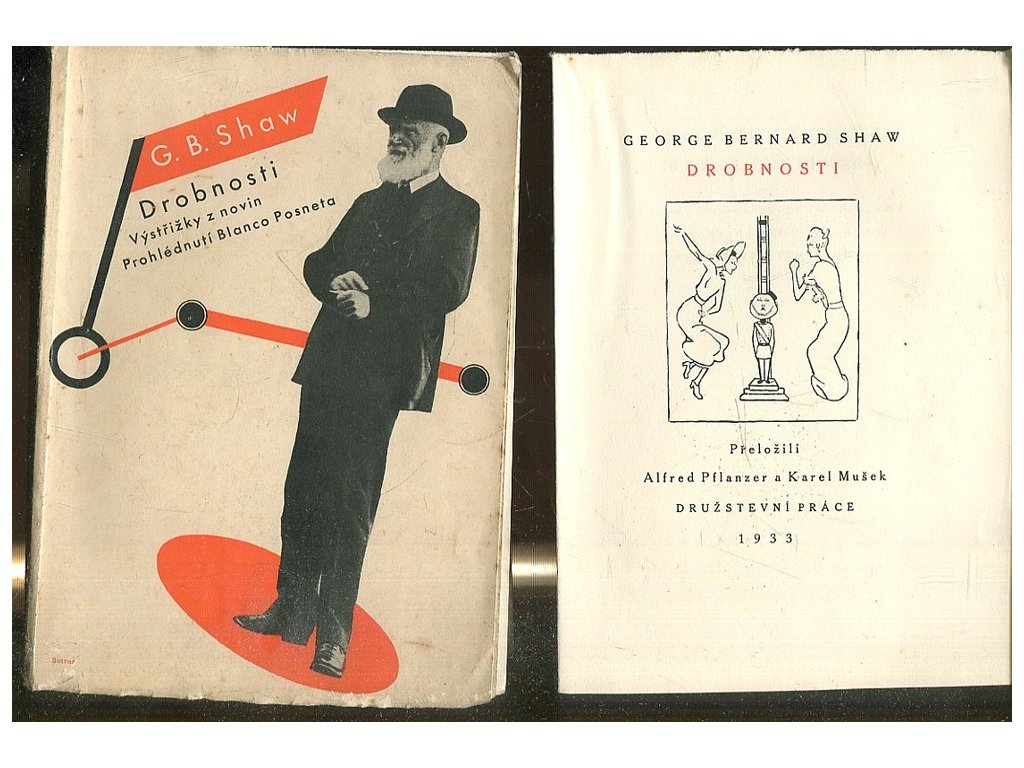 G. B. Shaw
Drobnosti
Výstřižky z novin
Prohlédnutí Blanco Posneta
Sutnar
GEORGE BERNARD SHAW
DROBNOSTI
Přeložili
Alfred Pflanzer a Karel Mušek
DRUŽSTEVNÍ PRÁCE
1933